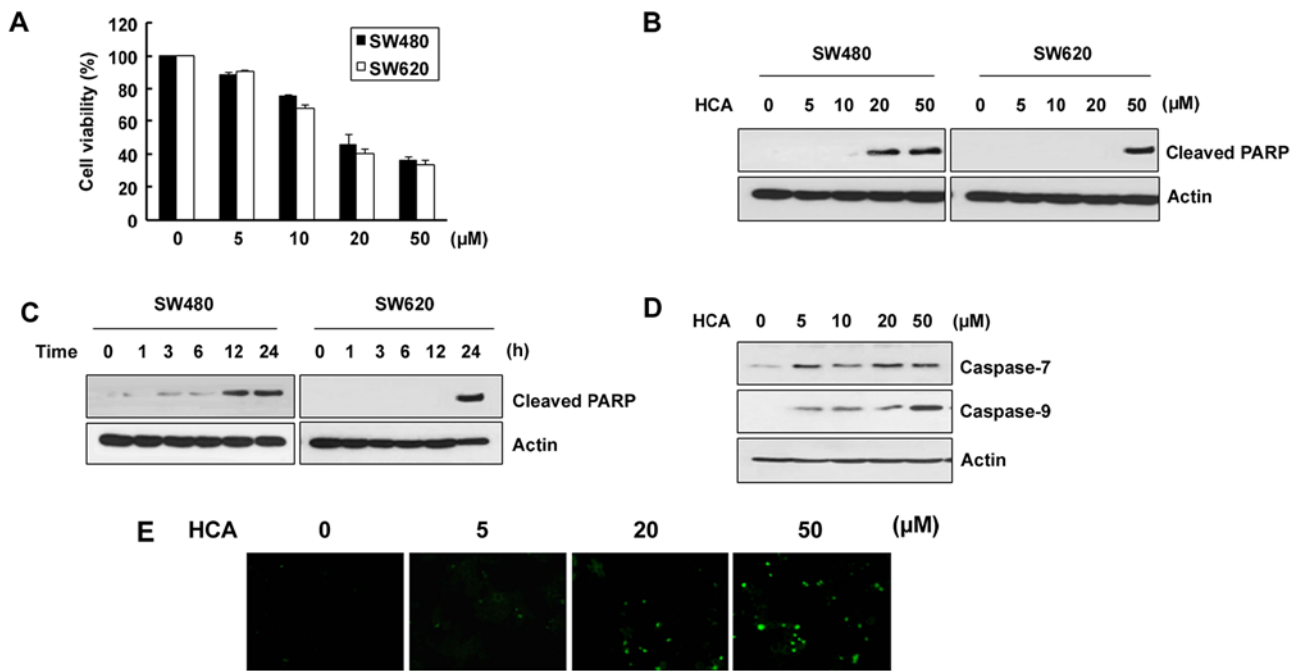 A
120
100
80
60
40
20
0
Cell viability (%)
SW480
SW620
0 5 10 20 50 (µM)
B
SW480 SW620
HCA 0 5 10 20 50 0 5 10 20 50 (µM)
Cleaved PARP
Actin
C
SW480 SW620
Time 0 1 3 6 12 24 0 1 3 6 12 24 (h)
Cleaved PARP
Actin
D
HCA 0 5 10 20 50 (µM)
Caspase-7
Caspase-9
Actin
E HCA 0 5 20 50 (µM)